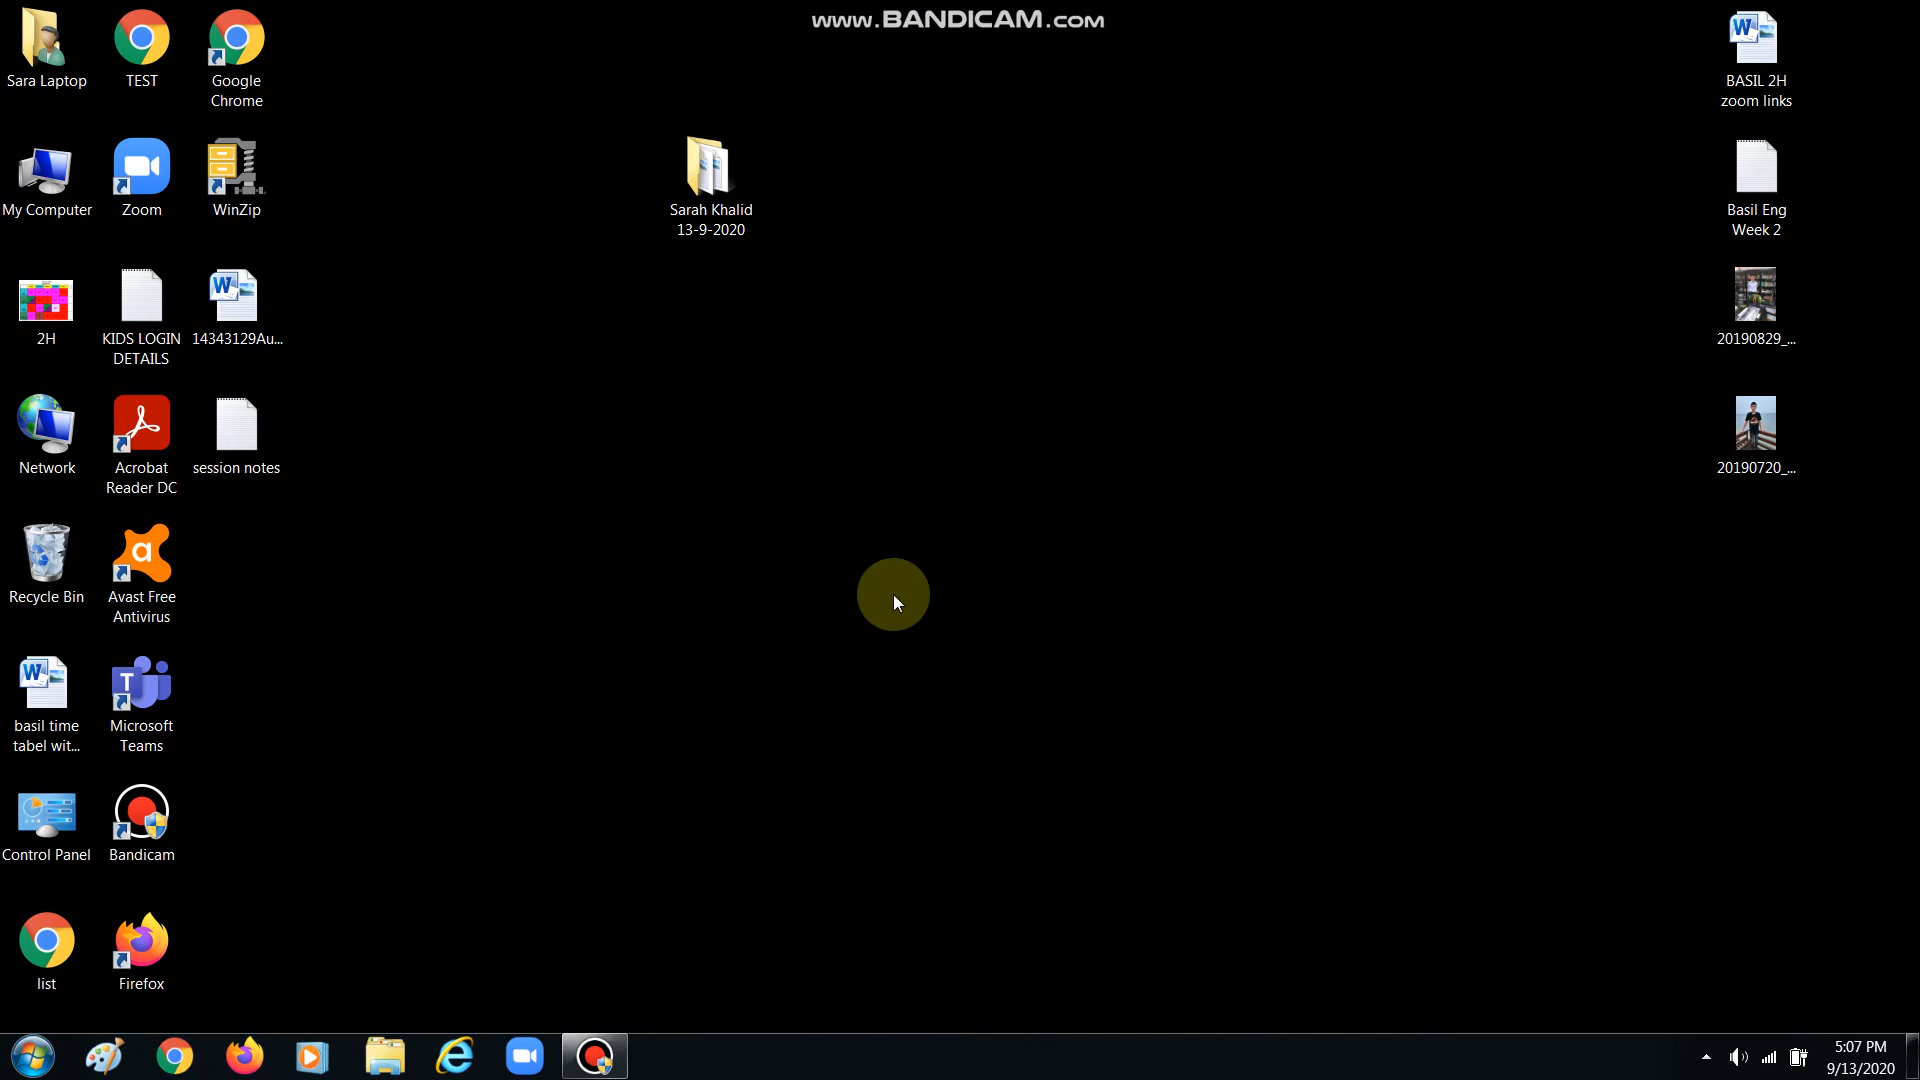 www.BANDICAM.com
Sara Laptop
TEST
Google
Chrome
BASIL 2H
zoom links
My Computer
Zoom
WinZip
Sarah Khalid
13-9-2020
Basil Eng
Week 2
2H
KIDS LOGIN
DETAILS
14343129Au...
20190829_...
Network
Acrobat
Reader DC
session notes
20190720_...
Recycle Bin
Avast Free
Antivirus
basil time
tabel wit...
Microsoft
Teams
Control Panel
Bandicam
list
Firefox
5:07 PM
9/13/2020